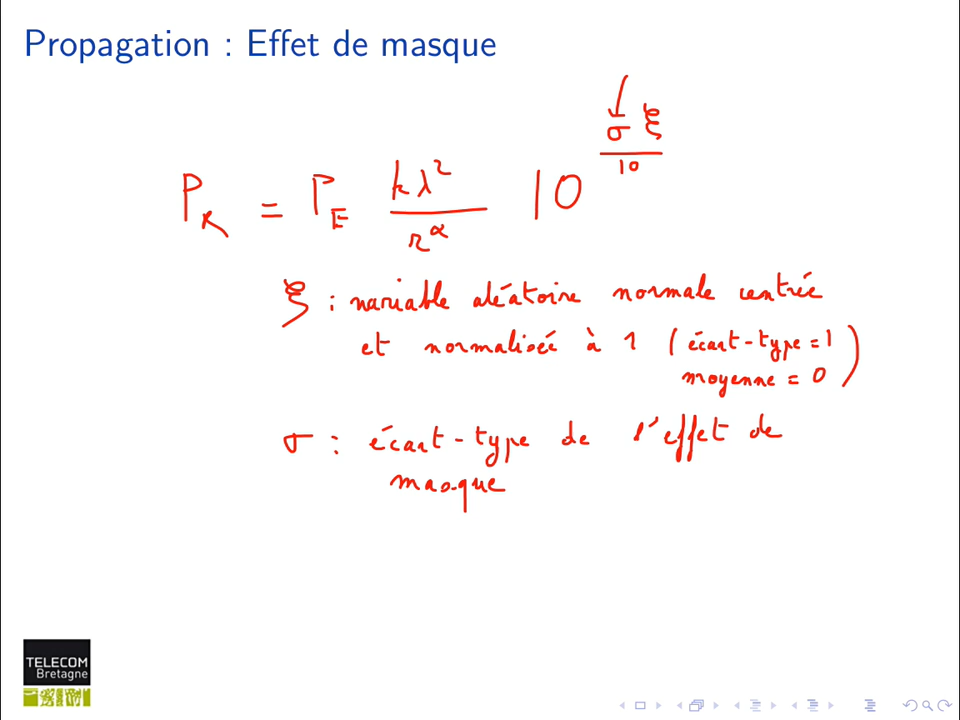 Propagation : Effet de masque
P_R = P_E kλ²/r^α 10^(σξ/10)
ξ : variable aléatoire normale centrée
et normalisée à 1 (écart-type = 1
moyenne = 0)
σ : écart-type de l'effet de
masque
TELECOM
Bretagne